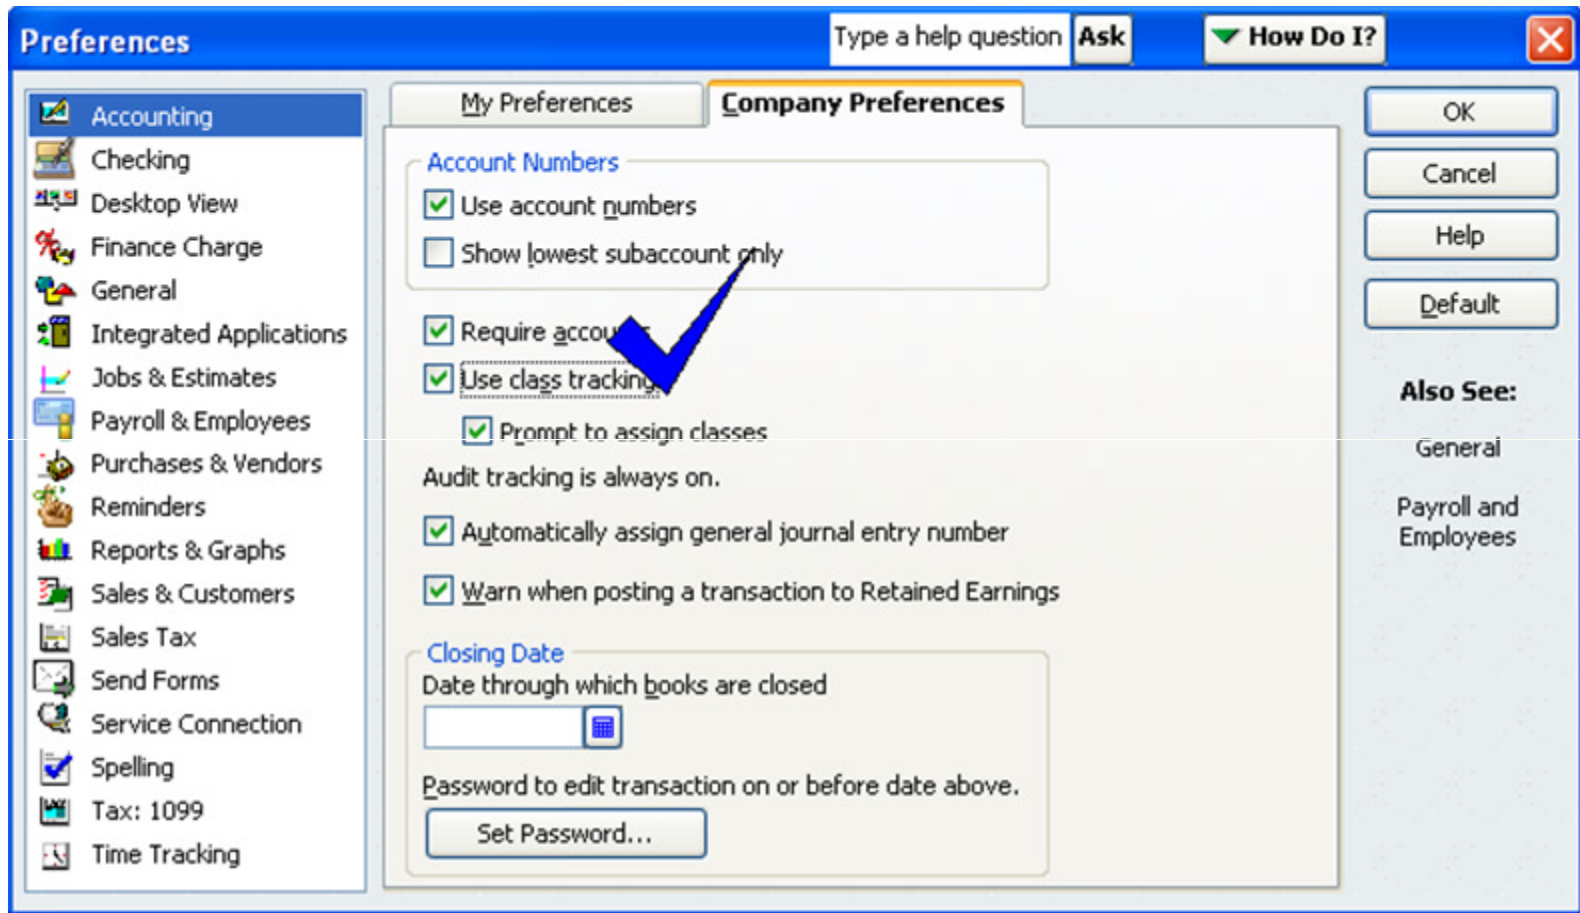 Preferences
Type a help question Ask
How Do I?
Accounting
Checking
Desktop View
Finance Charge
General
Integrated Applications
Jobs & Estimates
Payroll & Employees
Purchases & Vendors
Reminders
Reports & Graphs
Sales & Customers
Sales Tax
Send Forms
Service Connection
Spelling
Tax: 1099
Time Tracking
My Preferences
Company Preferences
Account Numbers
Use account numbers
Show lowest subaccount only
Require
Use class tracking
Prompt to assign classes
Audit tracking is always on.
Automatically assign general journal entry number
Warn when posting a transaction to Retained Earnings
Closing Date
Date through which books are closed
Password to edit transaction on or before date above.
Set Password...
OK
Cancel
Help
Default
Also See:
General
Payroll and
Employees